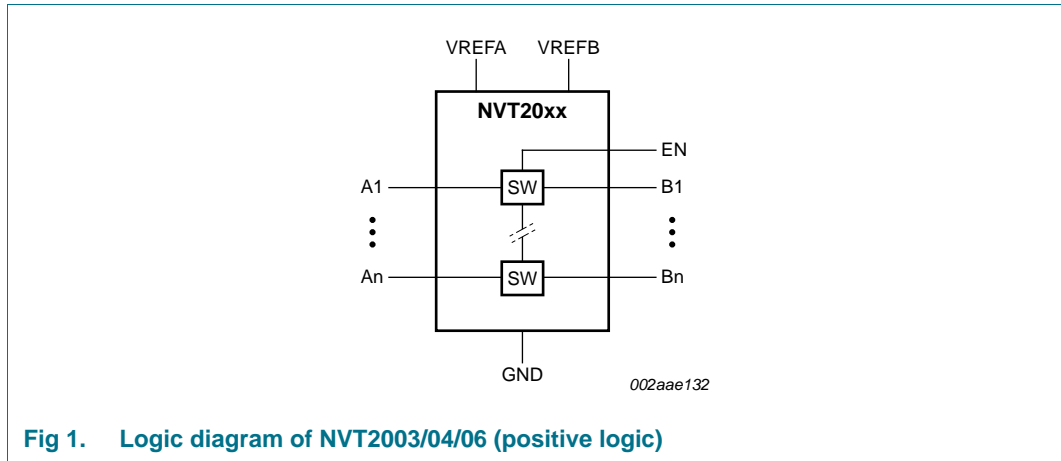 VREFA VREFB
NVT20xx
EN
A1 SW B1
An SW Bn
GND
002aae132
Fig 1. Logic diagram of NVT2003/04/06 (positive logic)